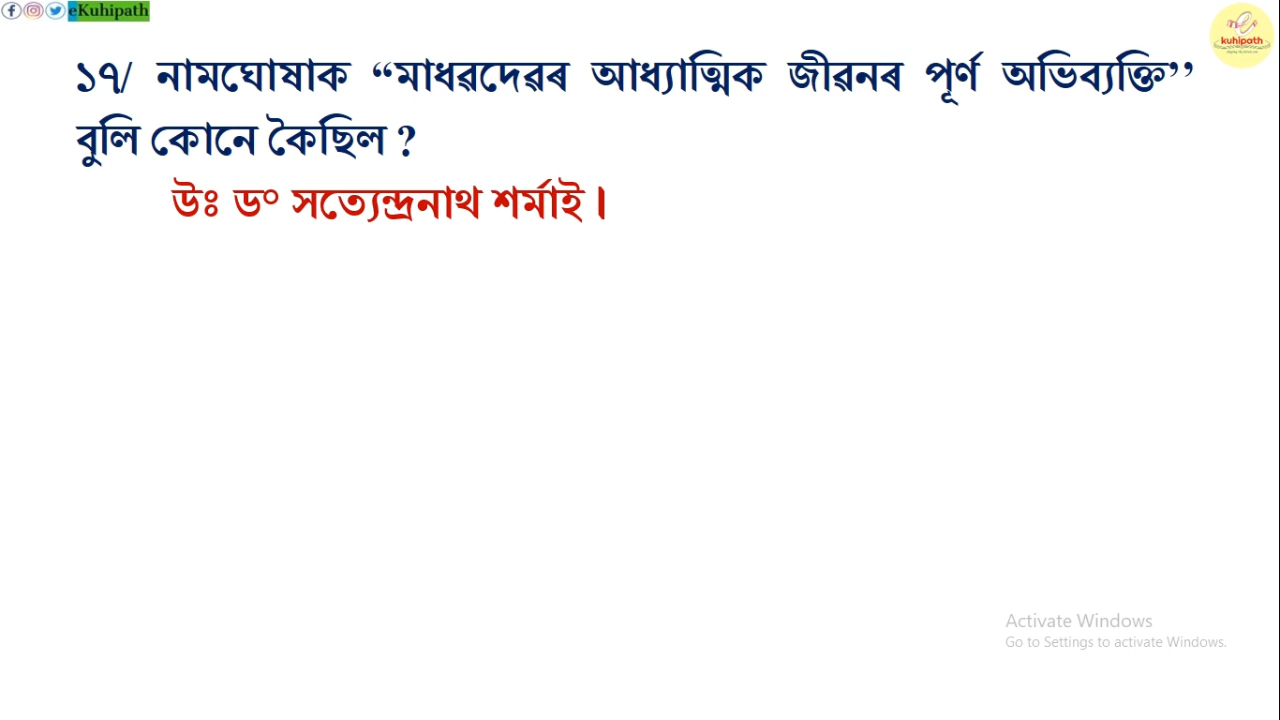 eKuhipath
kuhipath
১৭/ নামঘোষাক “মাধৱদেৱৰ আধ্যাত্মিক জীৱনৰ পূৰ্ণ অভিব্যক্তি’’
বুলি কোনে কৈছিল ?
উঃ ড° সত্যেন্দ্ৰনাথ শৰ্মাই ।
Activate Windows
Go to Settings to activate Windows.